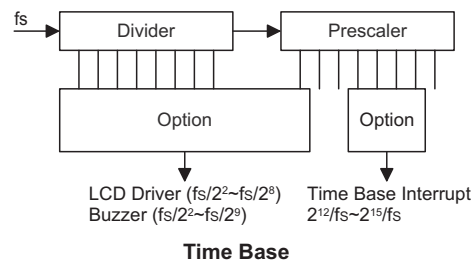 fs
Divider
Prescaler
Option
Option
LCD Driver (fs/2²~fs/2⁸)
Buzzer (fs/2²~fs/2⁹)
Time Base Interrupt
2¹²/fs~2¹⁵/fs
Time Base